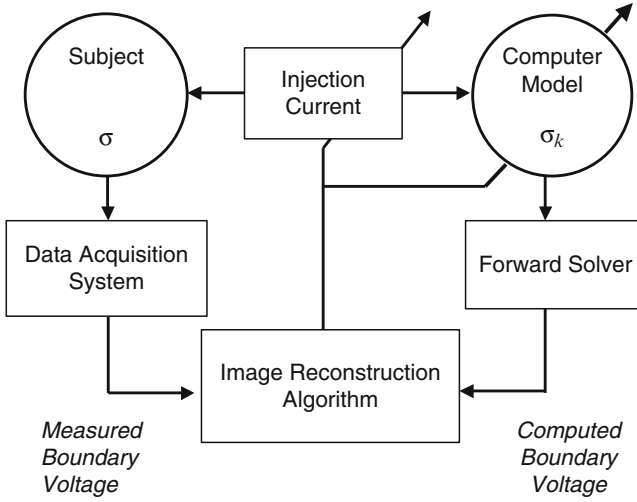 Subject
σ
Injection
Current
Computer
Model
σk
Data Acquisition
System
Forward Solver
Image Reconstruction
Algorithm
Measured
Boundary
Voltage
Computed
Boundary
Voltage